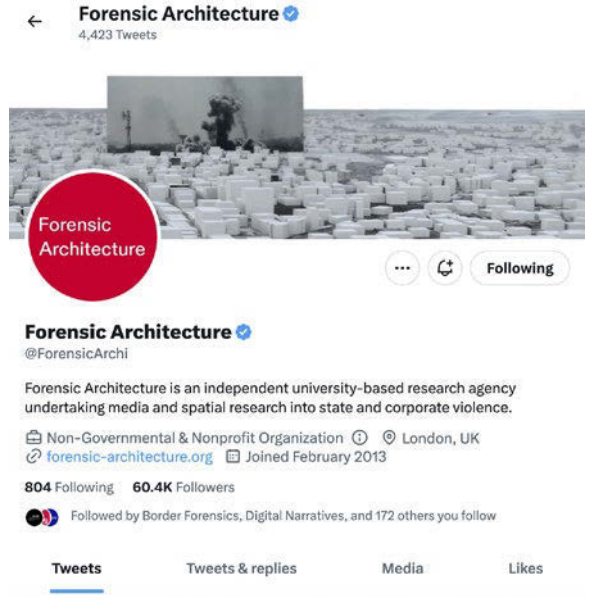 Forensic Architecture
4,423 Tweets
Forensic
Architecture
Following
Forensic Architecture
@ForensicArchi
Forensic Architecture is an independent university-based research agency
undertaking media and spatial research into state and corporate violence.
Non-Governmental & Nonprofit Organization London, UK
forensic-architecture.org Joined February 2013
804 Following 60.4K Followers
Followed by Border Forensics, Digital Narratives, and 172 others you follow
Tweets Tweets & replies Media Likes